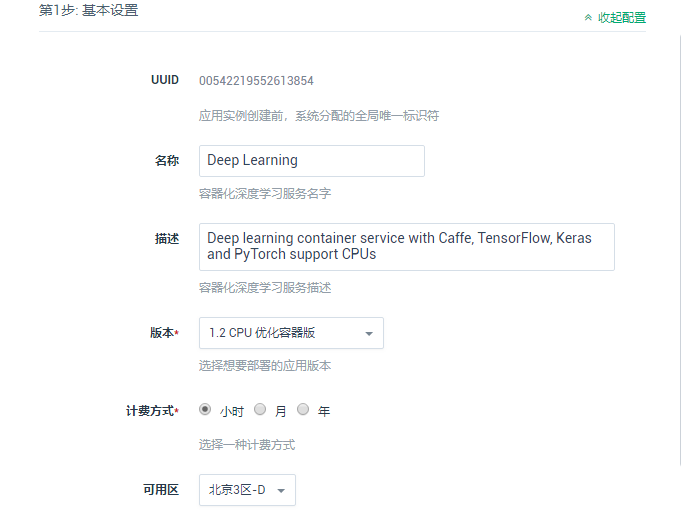 第1步: 基本设置
收起配置
UUID
00542219552613854
应用实例创建前，系统分配的全局唯一标识符
名称
Deep Learning
容器化深度学习服务名字
描述
Deep learning container service with Caffe, TensorFlow, Keras
and PyTorch support CPUs
容器化深度学习服务描述
版本*
1.2 CPU 优化容器版
选择想要部署的应用版本
计费方式*
小时 月 年
选择一种计费方式
可用区
北京3区-D